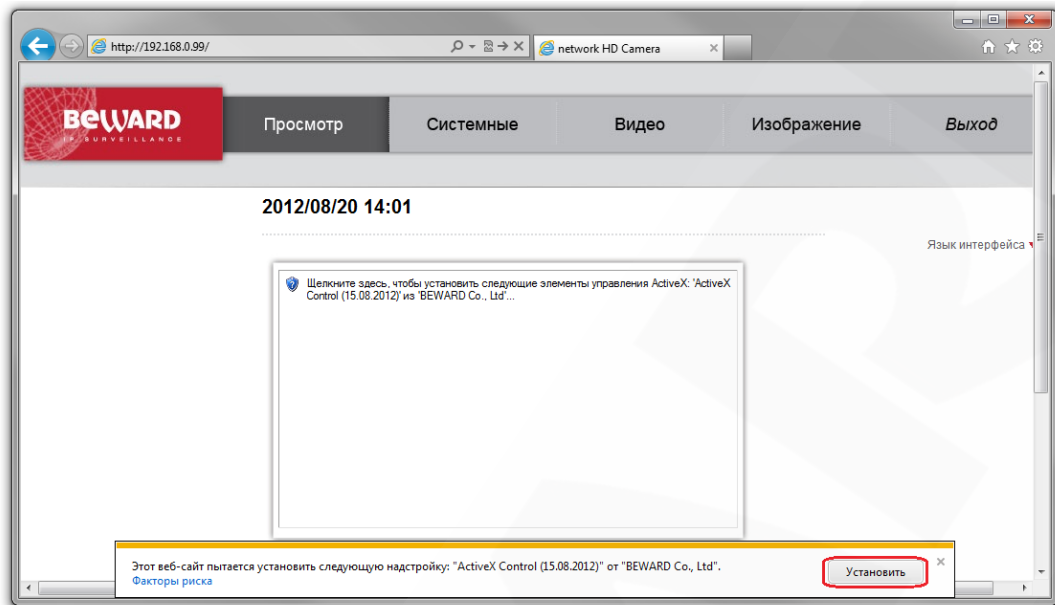 http://192.168.0.99/
network HD Camera
BEWARD
IP SURVEILLANCE
Просмотр
Системные
Видео
Изображение
Выход
2012/08/20 14:01
Язык интерфейса
Щелкните здесь, чтобы установить следующие элементы управления ActiveX: 'ActiveX
Control (15.08.2012)' из 'BEWARD Co., Ltd'...
Этот веб-сайт пытается установить следующую надстройку: "ActiveX Control (15.08.2012)" от "BEWARD Co., Ltd".
Факторы риска
Установить